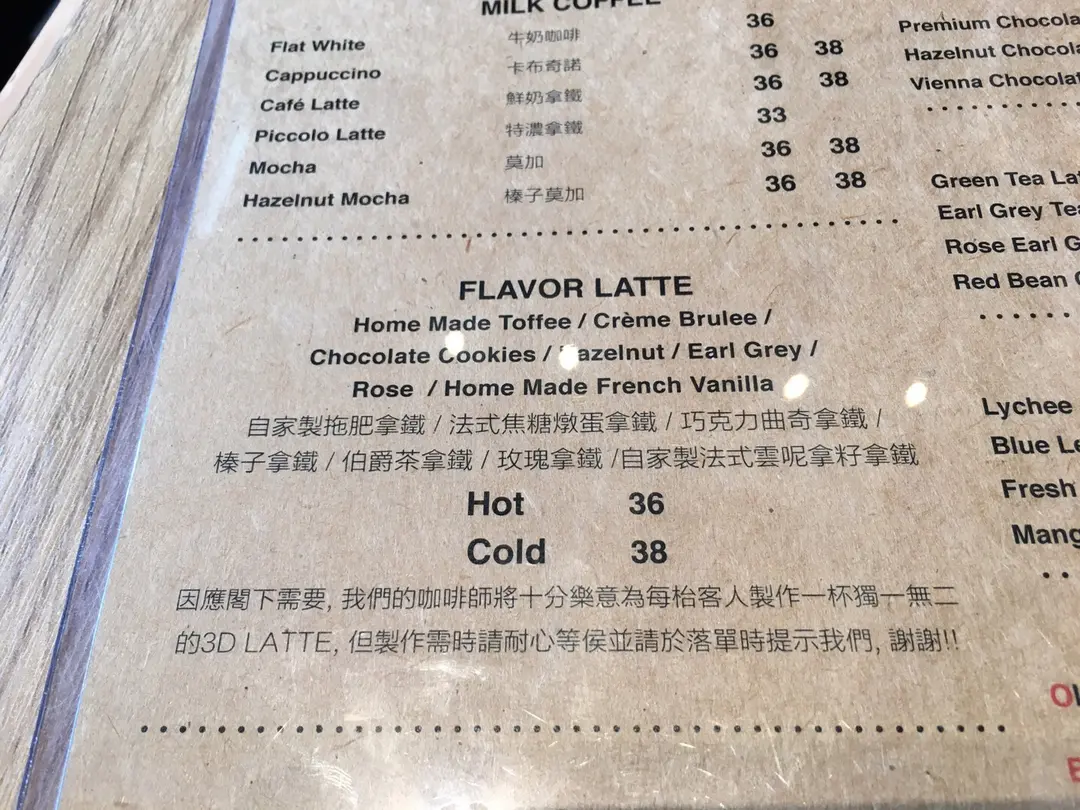 MILK COFFEE
Flat White 牛奶咖啡 36
Cappuccino 卡布奇諾 36 38
Café Latte 鮮奶拿鐵 36 38
Piccolo Latte 特濃拿鐵 33
Mocha 莫加 36 38
Hazelnut Mocha 榛子莫加 36 38
FLAVOR LATTE
Home Made Toffee / Crème Brulee /
Chocolate Cookies / Hazelnut / Earl Grey /
Rose / Home Made French Vanilla
自家製拖肥拿鐵 / 法式焦糖燉蛋拿鐵 / 巧克力曲奇拿鐵 /
榛子拿鐵 / 伯爵茶拿鐵 / 玫瑰拿鐵 /自家製法式雲呢拿籽拿鐵
Hot 36
Cold 38
因應閣下需要, 我們的咖啡師將十分樂意為每枱客人製作一杯獨一無二
的3D LATTE, 但製作需時請耐心等侯並請於落單時提示我們, 謝謝!!
Premium Chocola
Hazelnut Chocola
Vienna Chocolat
Green Tea Lat
Earl Grey Tea
Rose Earl G
Red Bean
Lychee
Blue Le
Fresh
Mang